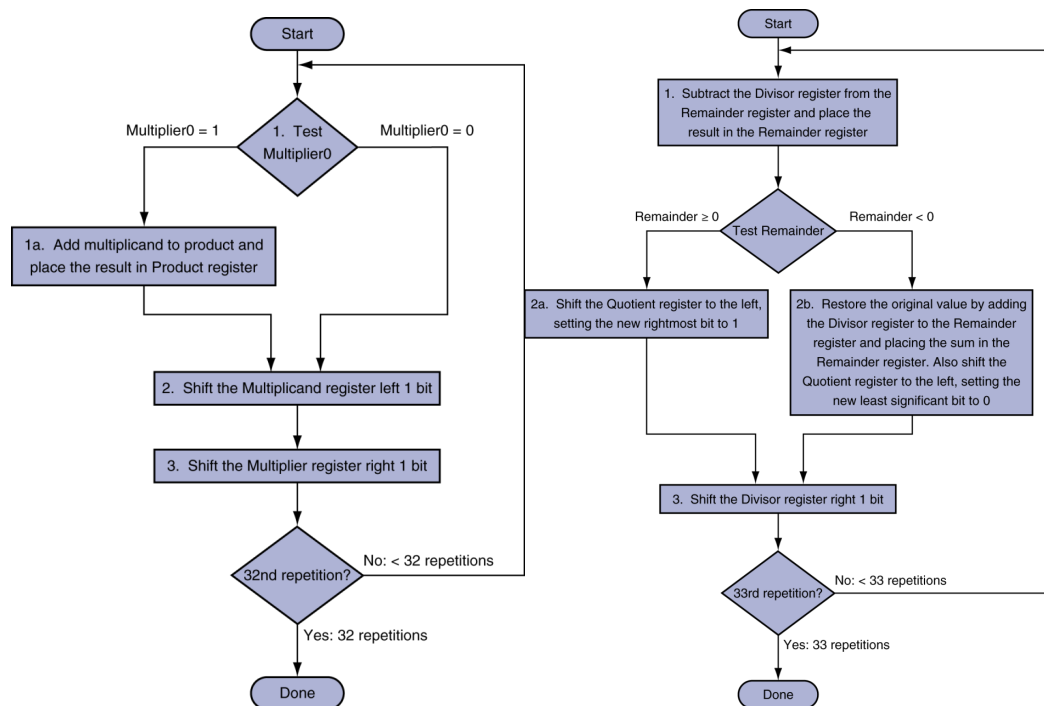 Start
Multiplier0 = 1
1. Test
Multiplier0
Multiplier0 = 0
1a. Add multiplicand to product and
place the result in Product register
2. Shift the Multiplicand register left 1 bit
3. Shift the Multiplier register right 1 bit
32nd repetition?
No: < 32 repetitions
Yes: 32 repetitions
Done
Start
1. Subtract the Divisor register from the
Remainder register and place the
result in the Remainder register
Remainder ≥ 0
Test Remainder
Remainder < 0
2a. Shift the Quotient register to the left,
setting the new rightmost bit to 1
2b. Restore the original value by adding
the Divisor register to the Remainder
register and placing the sum in the
Remainder register. Also shift the
Quotient register to the left, setting the
new least significant bit to 0
3. Shift the Divisor register right 1 bit
33rd repetition?
No: < 33 repetitions
Yes: 33 repetitions
Done